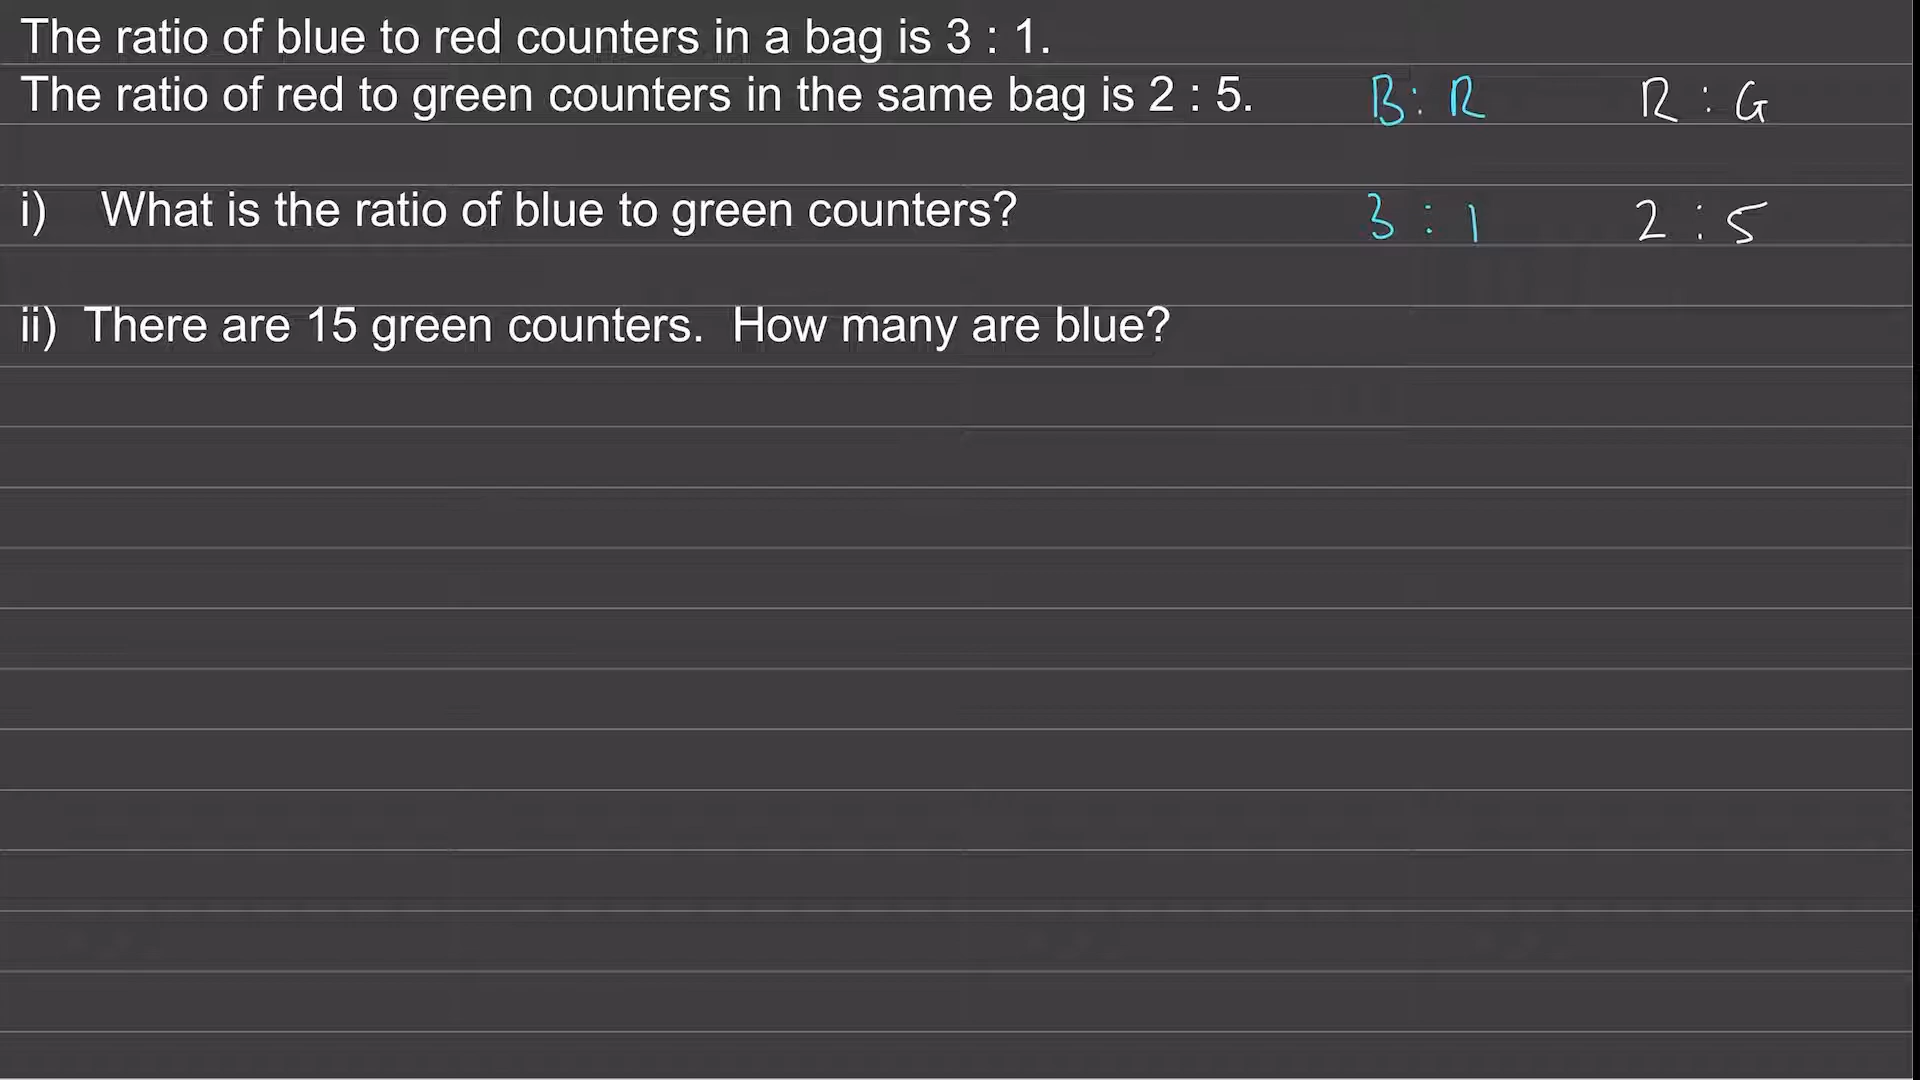 The ratio of blue to red counters in a bag is 3 : 1.
The ratio of red to green counters in the same bag is 2 : 5.
B : R R : G
i) What is the ratio of blue to green counters?
3 : 1 2 : 5
ii) There are 15 green counters. How many are blue?